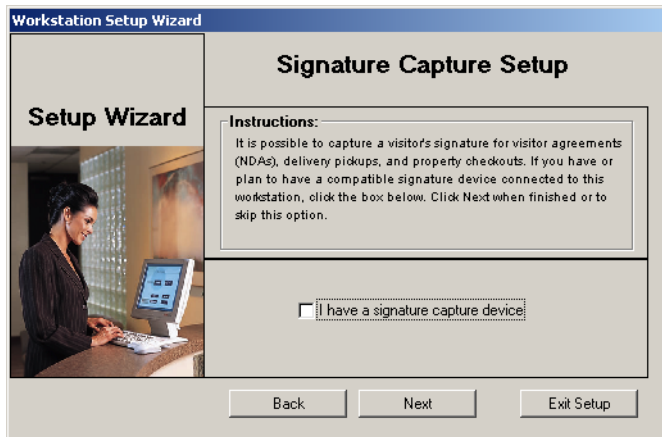 Workstation Setup Wizard
Signature Capture Setup
Setup Wizard
Instructions:
It is possible to capture a visitor's signature for visitor agreements
(NDAs), delivery pickups, and property checkouts. If you have or
plan to have a compatible signature device connected to this
workstation, click the box below. Click Next when finished or to
skip this option.
I have a signature capture device
Back
Next
Exit Setup